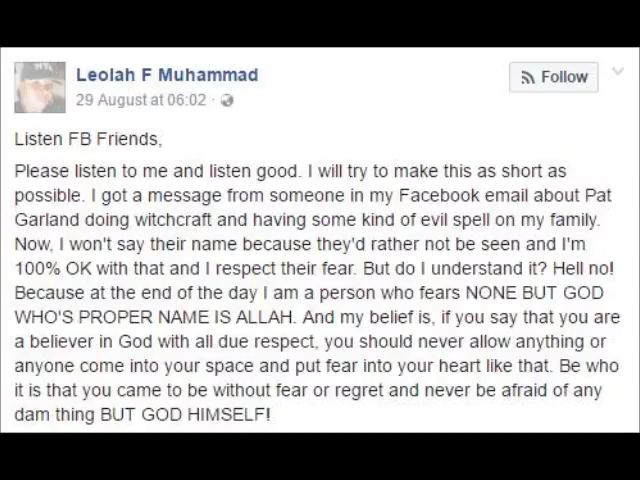 Leolah F Muhammad
Follow
29 August at 06:02
Listen FB Friends,
Please listen to me and listen good. I will try to make this as short as
possible. I got a message from someone in my Facebook email about Pat
Garland doing witchcraft and having some kind of evil spell on my family.
Now, I won't say their name because they'd rather not be seen and I'm
100% OK with that and I respect their fear. But do I understand it? Hell no!
Because at the end of the day I am a person who fears NONE BUT GOD
WHO'S PROPER NAME IS ALLAH. And my belief is, if you say that you are
a believer in God with all due respect, you should never allow anything or
anyone come into your space and put fear into your heart like that. Be who
it is that you came to be without fear or regret and never be afraid of any
dam thing BUT GOD HIMSELF!